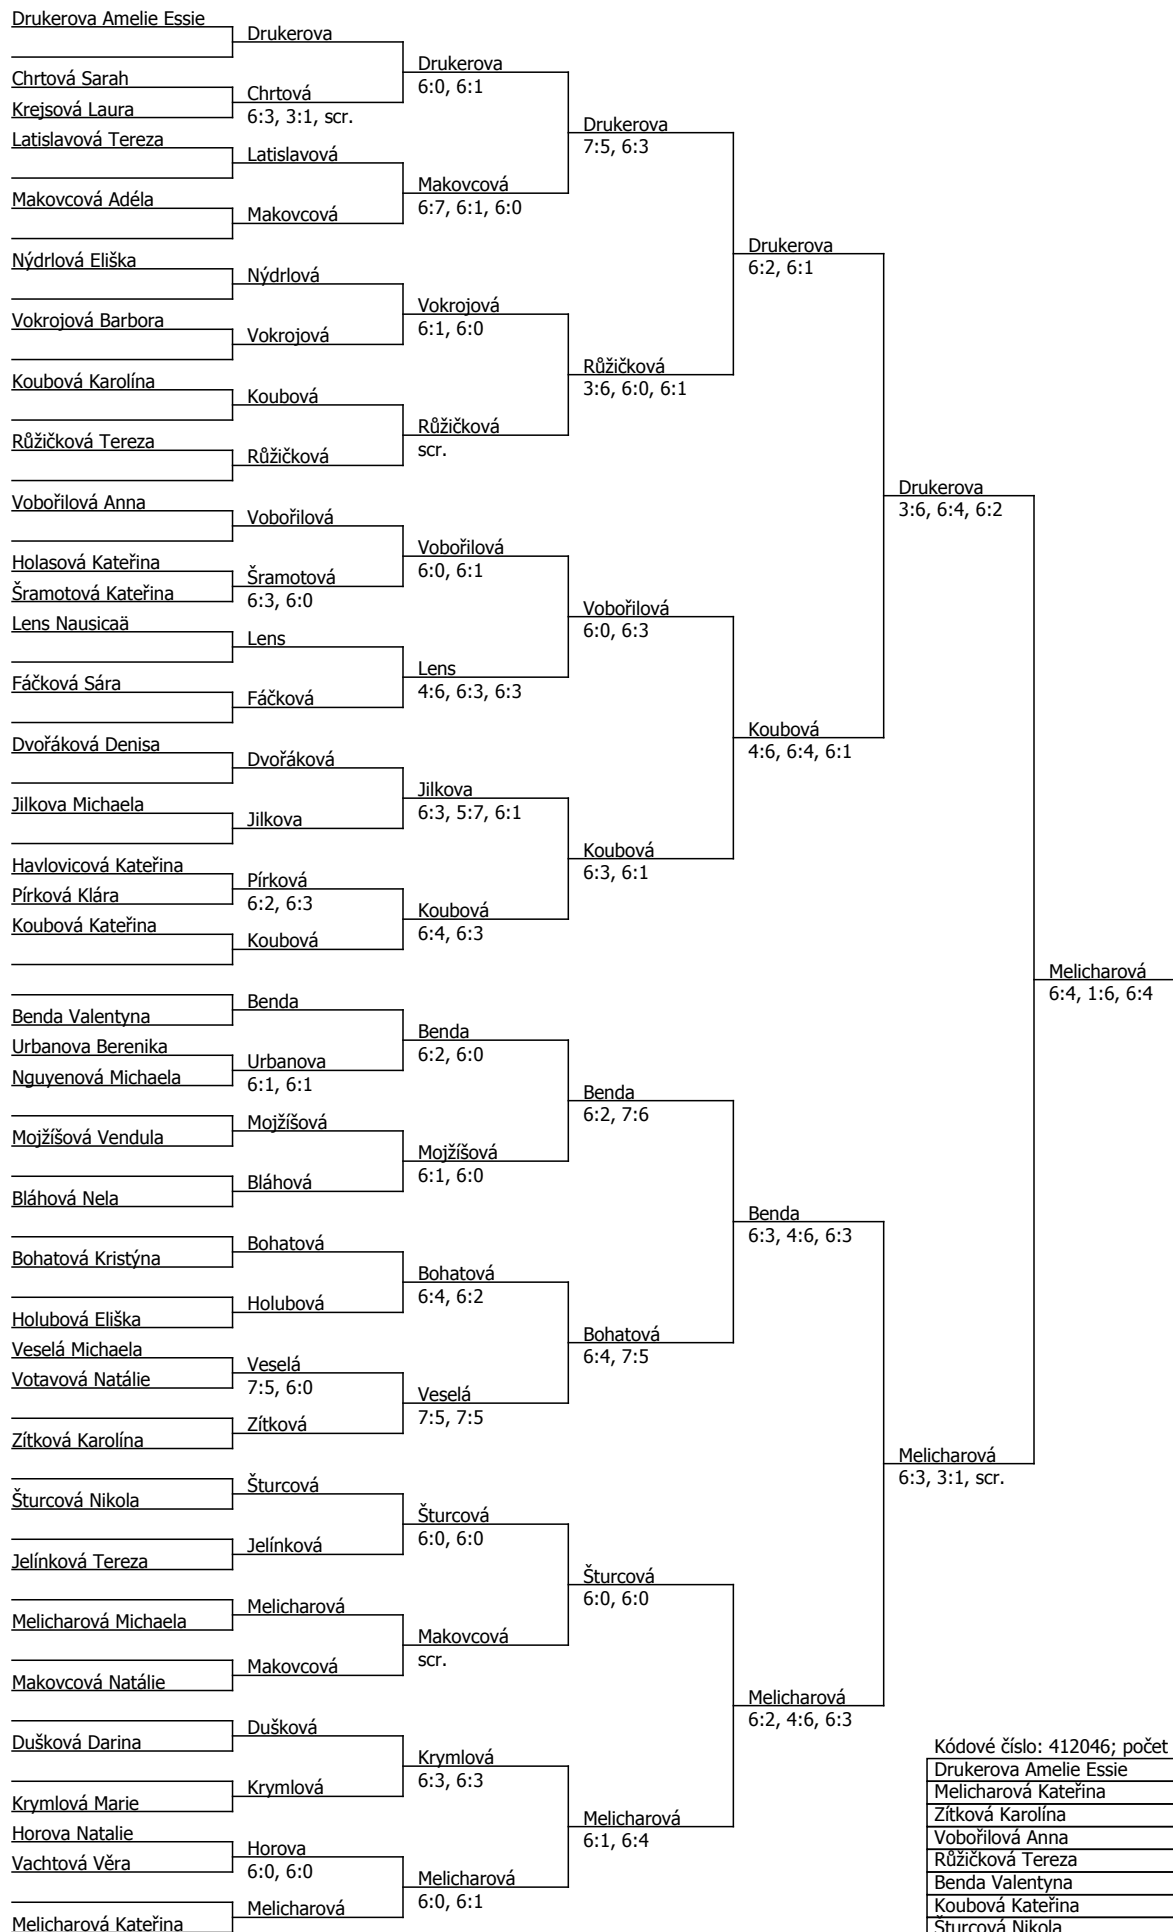 Drukerova Amelie Essie
Chrtová Sarah
Krejsová Laura
Latislavová Tereza
Makovcová Adéla
Nýdrlová Eliška
Vokrojová Barbora
Koubová Karolína
Růžičková Tereza
Vobořilová Anna
Holasová Kateřina
Šramotová Kateřina
Lens Nausicaä
Fáčková Sára
Dvořáková Denisa
Jilkova Michaela
Havlovicová Kateřina
Pírková Klára
Koubová Kateřina
Benda Valentyna
Urbanova Berenika
Nguyenová Michaela
Mojžíšová Vendula
Bláhová Nela
Bohatová Kristýna
Holubová Eliška
Veselá Michaela
Votavová Natálie
Zítková Karolína
Šturcová Nikola
Jelínková Tereza
Melicharová Michaela
Makovcová Natálie
Dušková Darina
Krymlová Marie
Horova Natalie
Vachtová Věra
Melicharová Kateřina
Drukerova
Chrtová
6:3, 3:1, scr.
Latislavová
Makovcová
Nýdrlová
Vokrojová
Koubová
Růžičková
Vobořilová
Šramotová
6:3, 6:0
Lens
Fáčková
Dvořáková
Jilkova
Pírková
6:2, 6:3
Koubová
Benda
Urbanova
6:1, 6:1
Mojžíšová
Bláhová
Bohatová
Holubová
Veselá
7:5, 6:0
Zítková
Šturcová
Jelínková
Melicharová
Makovcová
Dušková
Krymlová
Horova
6:0, 6:0
Melicharová
Drukerova
6:0, 6:1
Makovcová
6:7, 6:1, 6:0
Vokrojová
6:1, 6:0
Růžičková
scr.
Vobořilová
6:0, 6:1
Lens
4:6, 6:3, 6:3
Jilkova
6:3, 5:7, 6:1
Koubová
6:4, 6:3
Benda
6:2, 6:0
Mojžíšová
6:1, 6:0
Bohatová
6:4, 6:2
Veselá
7:5, 7:5
Šturcová
6:0, 6:0
Makovcová
scr.
Krymlová
6:3, 6:3
Melicharová
6:0, 6:1
Drukerova
7:5, 6:3
Růžičková
3:6, 6:0, 6:1
Vobořilová
6:0, 6:3
Koubová
6:3, 6:1
Benda
6:2, 7:6
Bohatová
6:4, 7:5
Šturcová
6:0, 6:0
Melicharová
6:1, 6:4
Drukerova
6:2, 6:1
Koubová
4:6, 6:4, 6:1
Benda
6:3, 4:6, 6:3
Melicharová
6:2, 4:6, 6:3
Drukerova
3:6, 6:4, 6:2
Melicharová
6:3, 3:1, scr.
Melicharová
6:4, 1:6, 6:4
Kódové číslo: 412046; počet
Drukerova Amelie Essie
Melicharová Kateřina
Zítková Karolína
Vobořilová Anna
Růžičková Tereza
Benda Valentyna
Koubová Kateřina
Šturcová Nikola